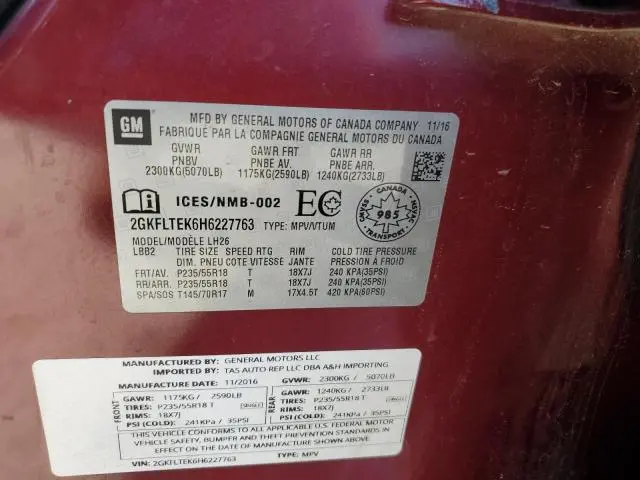 GM
MFD BY GENERAL MOTORS OF CANADA COMPANY 11/16
FABRIQUÉ PAR LA COMPAGNIE GENERAL MOTORS DU CANADA
GVWR GAWR FRT GAWR RR
PNBV PNBE AV. PNBE ARR.
2300KG(5070LB) 1175KG(2590LB) 1240KG(2733LB)
ICES/NMB-002 EC
985
2GKFLTEK6H6227763 TYPE: MPV/VTUM
MODEL/MODÈLE LH26
LBB2 TIRE SIZE SPEED RTG RIM COLD TIRE PRESSURE
DIM. PNEU COTE VITESSE JANTE PRESSION À FROID
FRT/AV. P235/55R18 T 18X7J 240 KPA(35PSI)
RR/ARR. P235/55R18 T 18X7J 240 KPA(35PSI)
SPA/SOS T145/70R17 M 17X4.5T 420 KPA(60PSI)
MANUFACTURED BY: GENERAL MOTORS LLC
IMPORTED BY: TAS AUTO REP LLC DBA A&H IMPORTING
MANUFACTURE DATE: 11/2016 GVWR: 2300KG / 5070LB
FRONT
GAWR: 1175KG / 2590LB
TIRES: P235/55R18 T SINGLE
RIMS: 18X7J
PSI (COLD): 241KPa / 35PSI
REAR
GAWR: 1240KG / 2733LB
TIRES: P235/55R18 T SINGLE
RIMS: 18X7J
PSI (COLD): 241KPa / 35PSI
THIS VEHICLE CONFORMS TO ALL APPLICABLE U.S. FEDERAL MOTOR
VEHICLE SAFETY, BUMPER AND THEFT PREVENTION STANDARDS IN
EFFECT ON THE DATE OF MANUFACTURE SHOWN ABOVE.
VIN: 2GKFLTEK6H6227763 TYPE: MPV